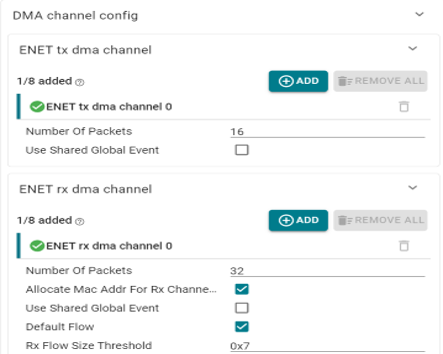 DMA channel config
ENET tx dma channel
1/8 added
ADD
REMOVE ALL
ENET tx dma channel 0
Number Of Packets 16
Use Shared Global Event
ENET rx dma channel
1/8 added
ADD
REMOVE ALL
ENET rx dma channel 0
Number Of Packets 32
Allocate Mac Addr For Rx Channe...
Use Shared Global Event
Default Flow
Rx Flow Size Threshold 0x7